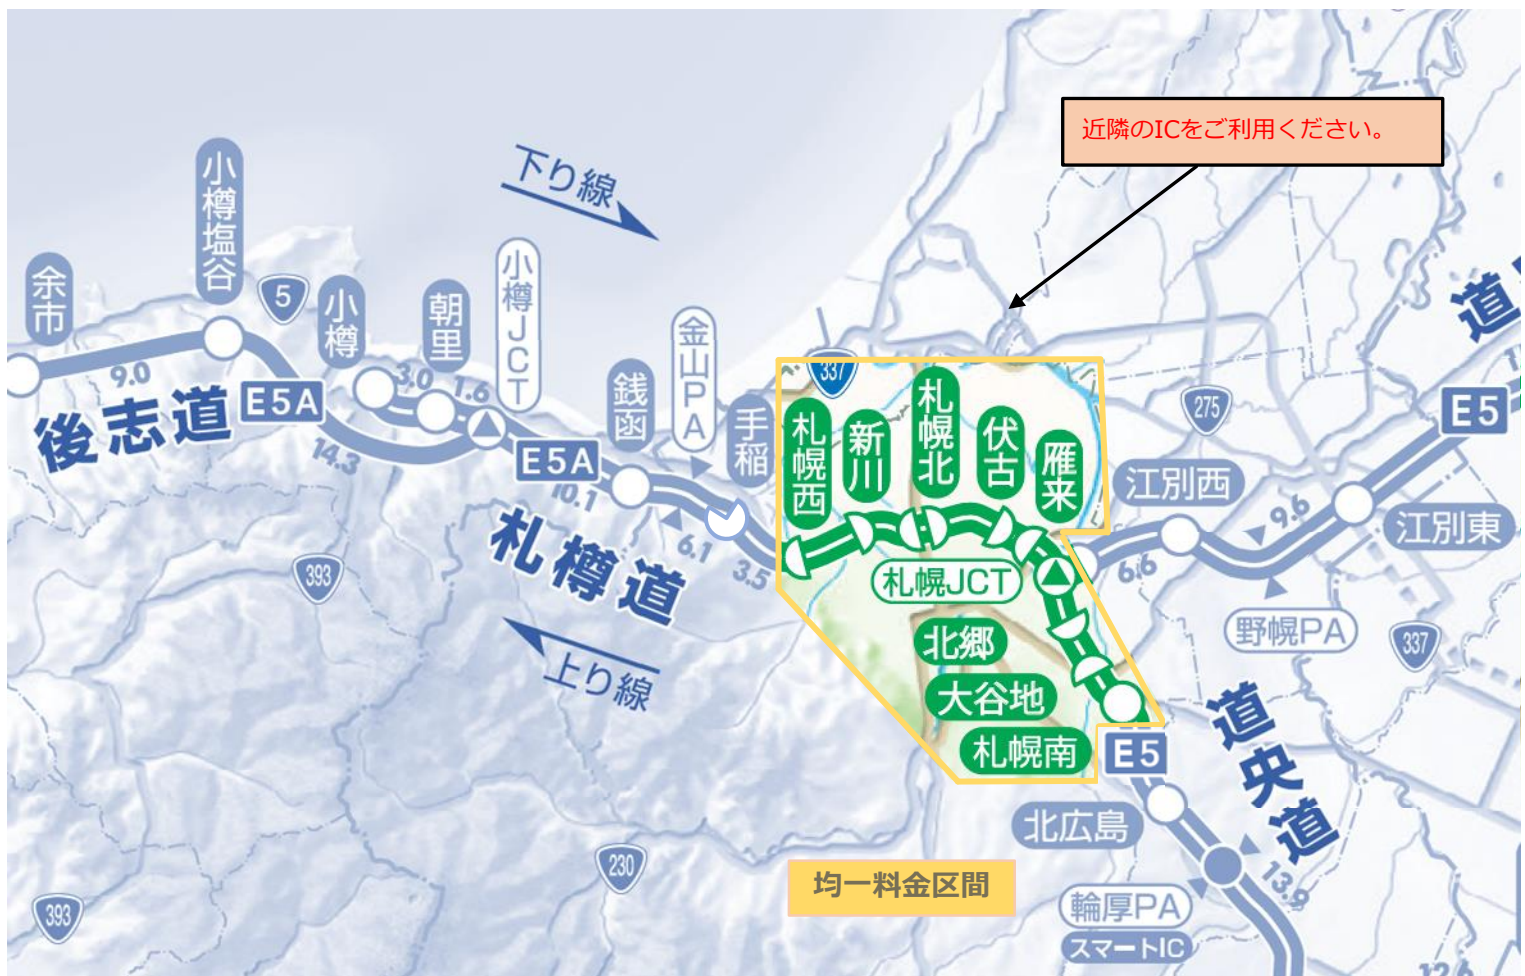 近隣のICをご利用ください。
下り線
小樽塩谷
余市
5
小樽
朝里
小樽JCT
金山PA
銭函
手稲
337
札幌西
新川
札幌北
伏古
雁来
275
E5
9.0
3.0
1.6
E5A
後志道
14.3
E5A
10.1
札樽道
6.1
3.5
江別西
9.6
江別東
6.6
札幌JCT
393
野幌PA
337
北郷
上り線
大谷地
札幌南
E5
道央道
北広島
230
均一料金区間
13.9
輪厚PA
スマートIC
393